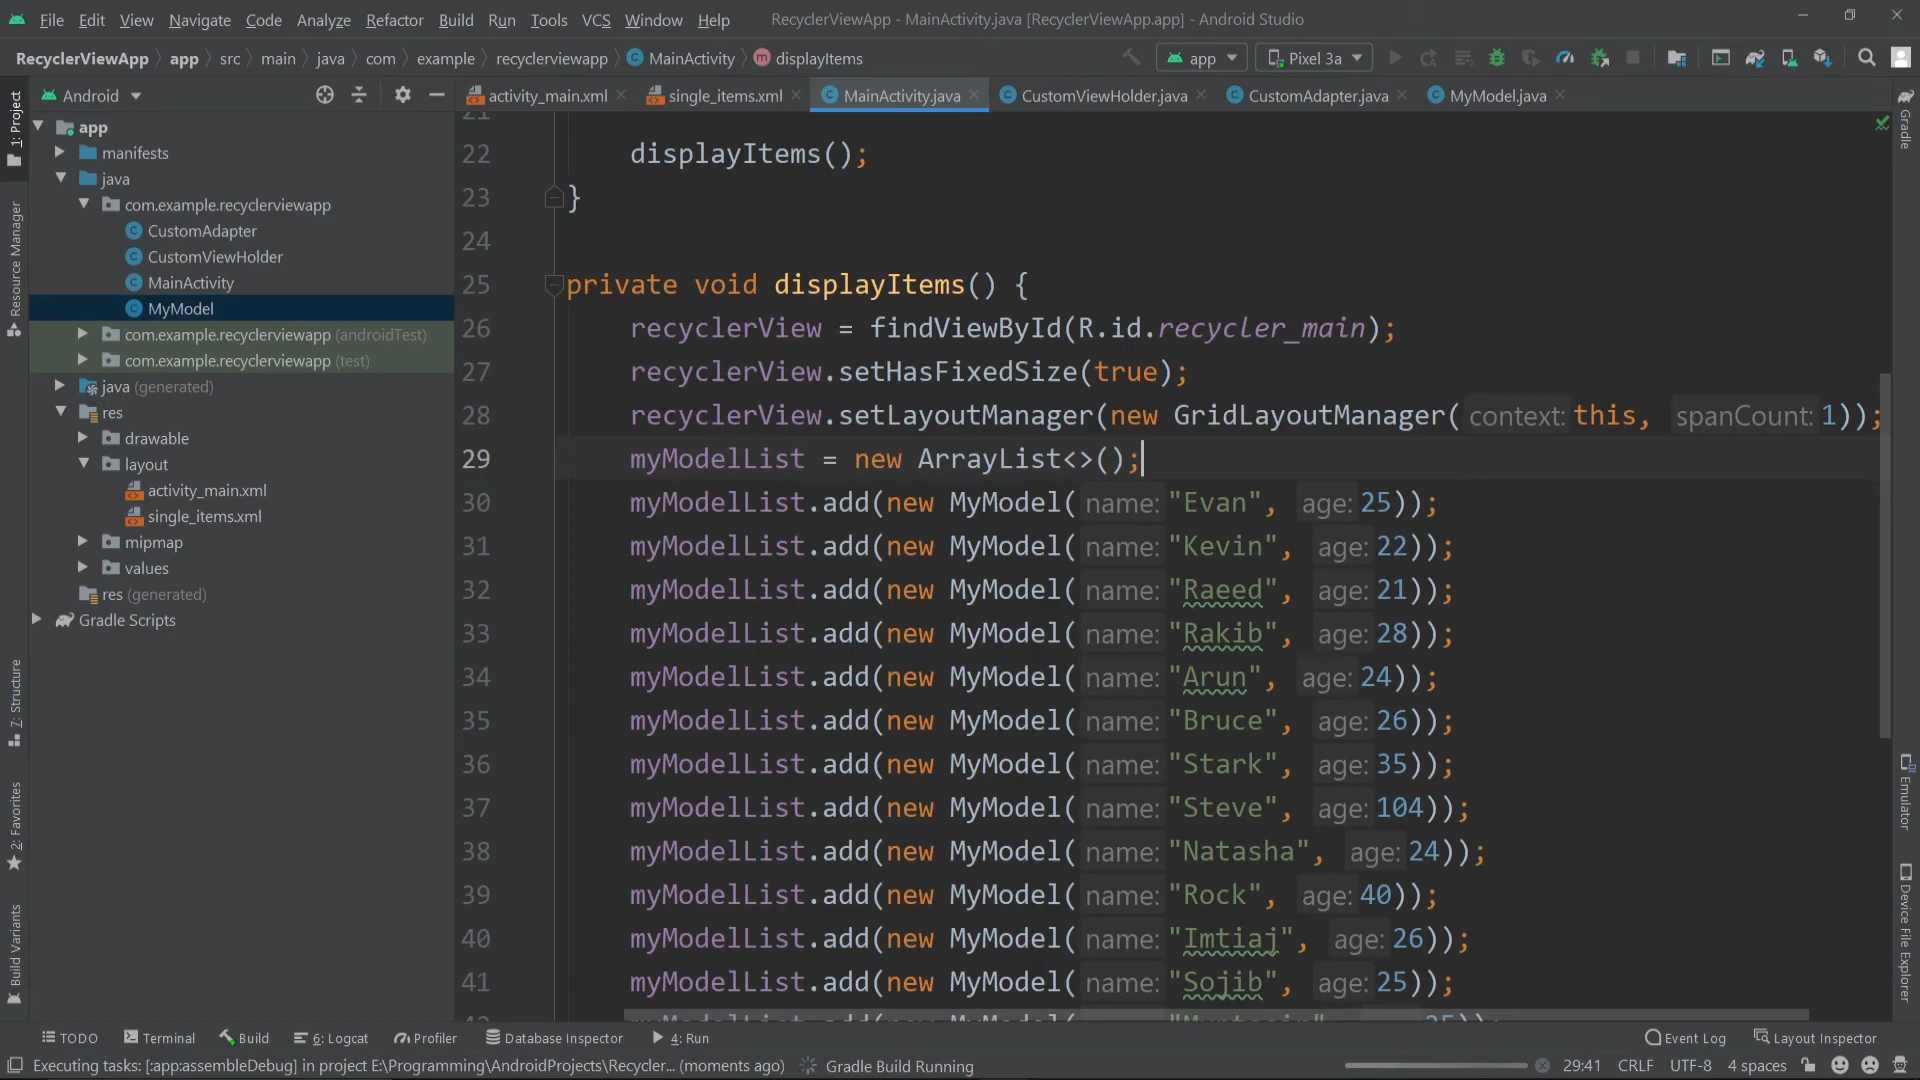 File Edit View Navigate Code Analyze Refactor Build Run Tools VCS Window Help RecyclerViewApp - MainActivity.java [RecyclerViewApp.app] - Android Studio
RecyclerViewApp app src main java com example recyclerviewapp MainActivity displayItems app Pixel 3a
Android activity_main.xml single_items.xml MainActivity.java CustomViewHolder.java CustomAdapter.java MyModel.java
1: Project
Resource Manager
7: Structure
2: Favorites
Build Variants
app
manifests
java
com.example.recyclerviewapp
CustomAdapter
CustomViewHolder
MainActivity
MyModel
com.example.recyclerviewapp (androidTest)
com.example.recyclerviewapp (test)
java (generated)
res
drawable
layout
activity_main.xml
single_items.xml
mipmap
values
res (generated)
Gradle Scripts
21
22 displayItems();
23 }
24
25 private void displayItems() {
26 recyclerView = findViewById(R.id.recycler_main);
27 recyclerView.setHasFixedSize(true);
28 recyclerView.setLayoutManager(new GridLayoutManager( context: this, spanCount: 1));
29 myModelList = new ArrayList<>();
30 myModelList.add(new MyModel( name: "Evan", age: 25));
31 myModelList.add(new MyModel( name: "Kevin", age: 22));
32 myModelList.add(new MyModel( name: "Raeed", age: 21));
33 myModelList.add(new MyModel( name: "Rakib", age: 28));
34 myModelList.add(new MyModel( name: "Arun", age: 24));
35 myModelList.add(new MyModel( name: "Bruce", age: 26));
36 myModelList.add(new MyModel( name: "Stark", age: 35));
37 myModelList.add(new MyModel( name: "Steve", age: 104));
38 myModelList.add(new MyModel( name: "Natasha", age: 24));
39 myModelList.add(new MyModel( name: "Rock", age: 40));
40 myModelList.add(new MyModel( name: "Imtiaj", age: 26));
41 myModelList.add(new MyModel( name: "Sojib", age: 25));
Gradle
Emulator
Device File Explorer
TODO Terminal Build 6: Logcat Profiler Database Inspector 4: Run Event Log Layout Inspector
Executing tasks: [:app:assembleDebug] in project E:\Programming\AndroidProjects\Recycler... (moments ago) Gradle Build Running 29:41 CRLF UTF-8 4 spaces